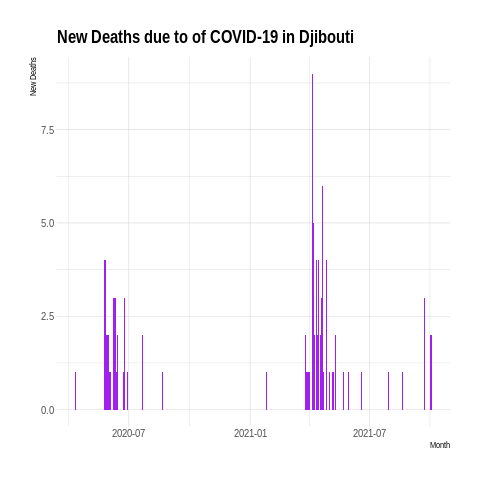 New Deaths due to of COVID-19 in Djibouti
New Deaths
7.5
5.0
2.5
0.0
2020-07 2021-01 2021-07
Month